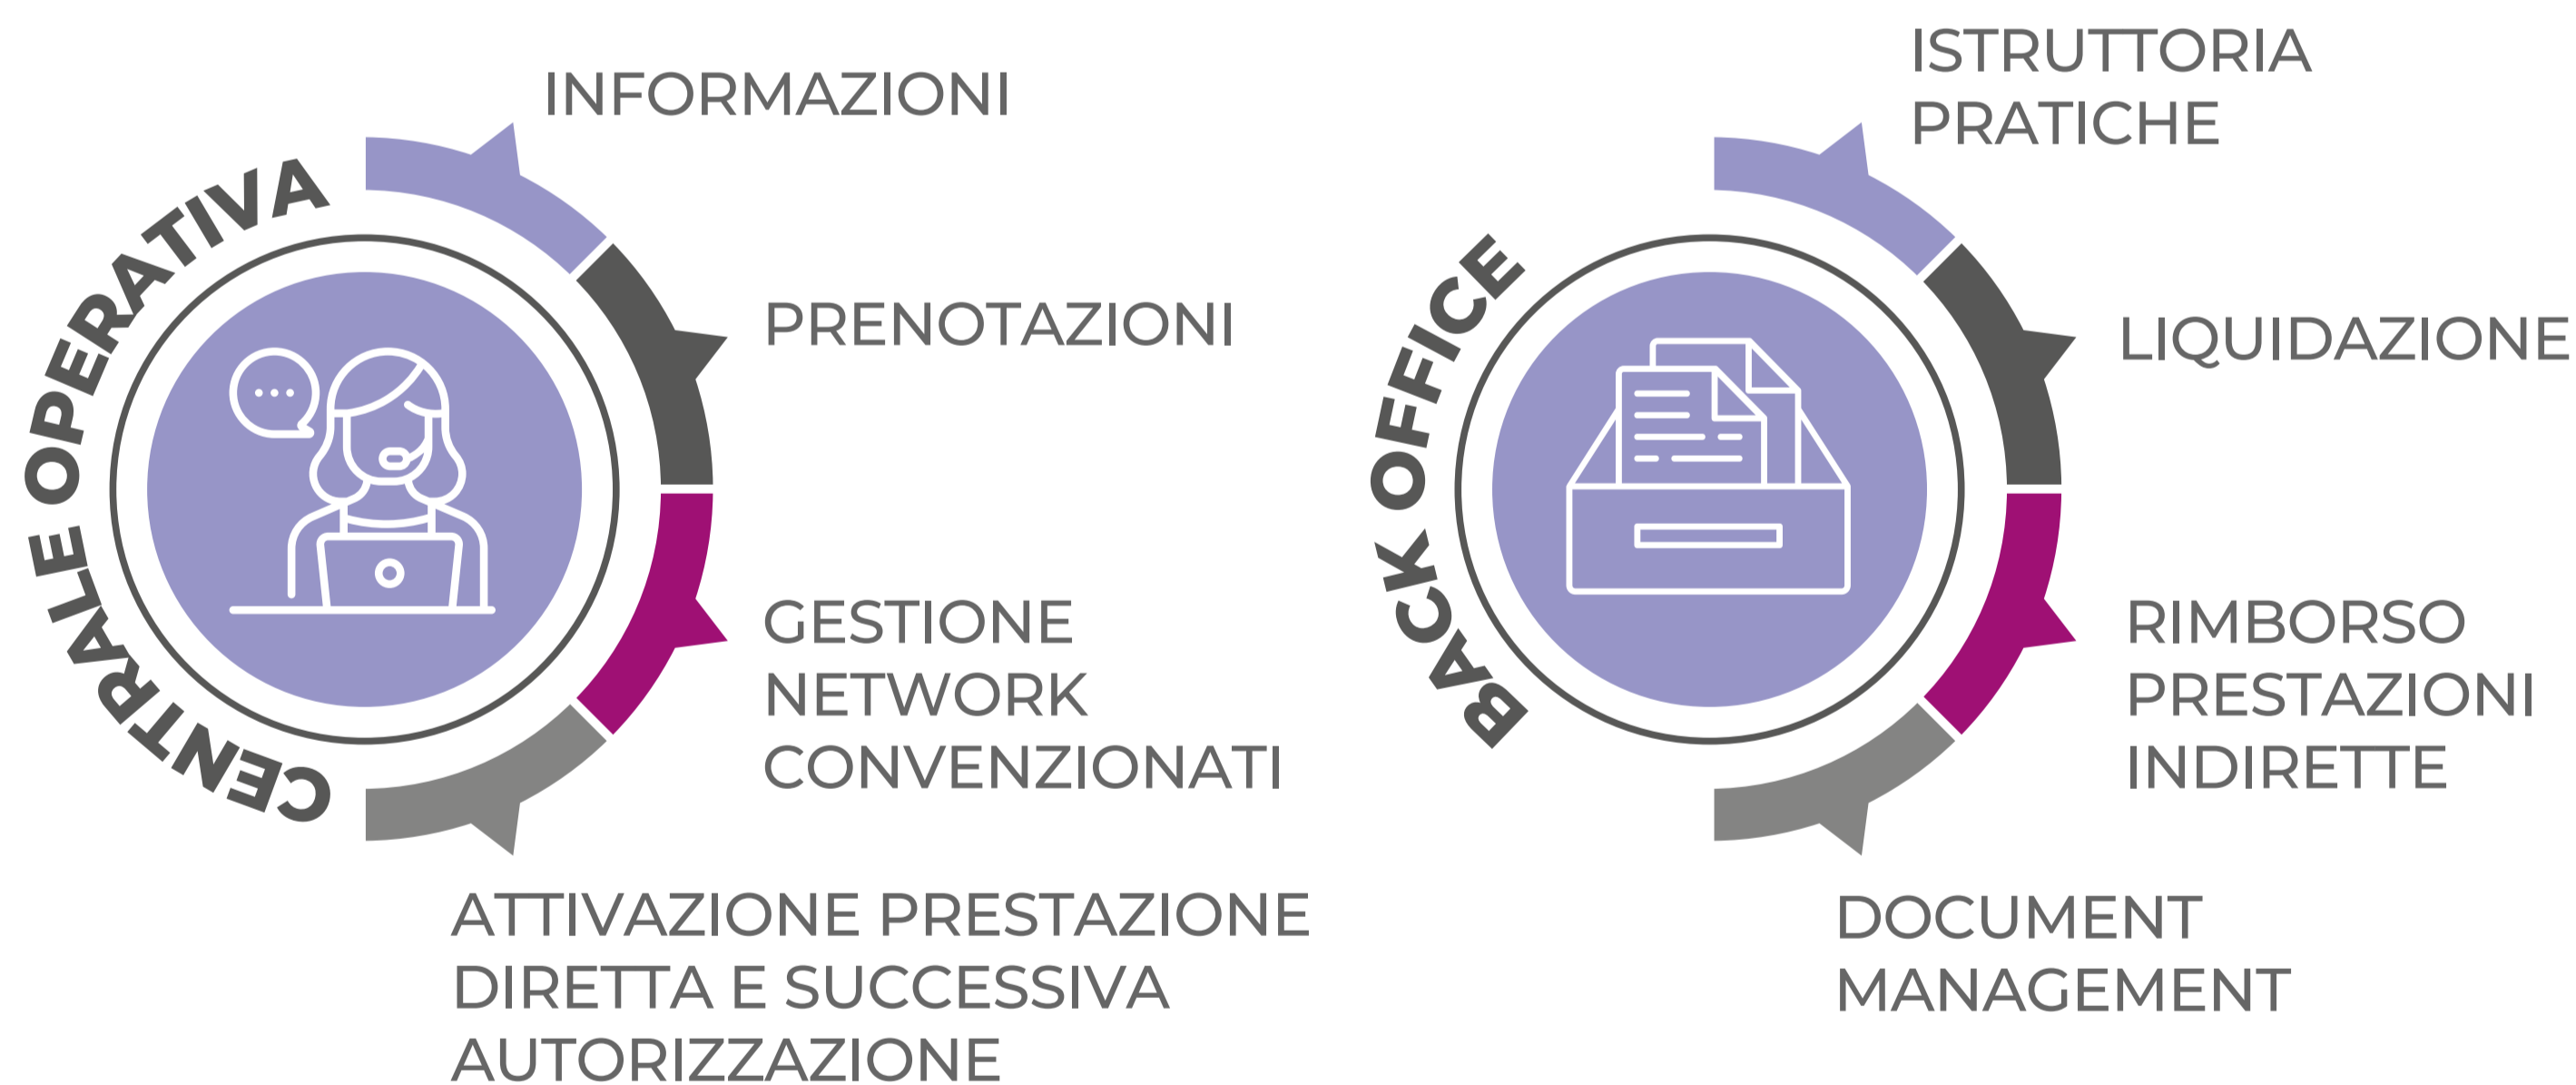 CENTRALE OPERATIVA
INFORMAZIONI
PRENOTAZIONI
GESTIONE
NETWORK
CONVENZIONATI
ATTIVAZIONE PRESTAZIONE
DIRETTA E SUCCESSIVA
AUTORIZZAZIONE
BACK OFFICE
ISTRUTTORIA
PRATICHE
LIQUIDAZIONE
RIMBORSO
PRESTAZIONI
INDIRETTE
DOCUMENT
MANAGEMENT